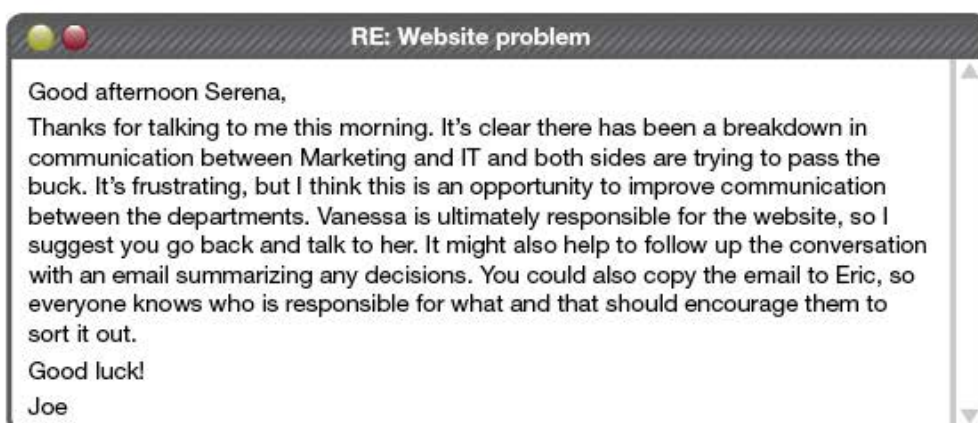 RE: Website problem
Good afternoon Serena,
Thanks for talking to me this morning. It's clear there has been a breakdown in
communication between Marketing and IT and both sides are trying to pass the
buck. It's frustrating, but I think this is an opportunity to improve communication
between the departments. Vanessa is ultimately responsible for the website, so I
suggest you go back and talk to her. It might also help to follow up the conversation
with an email summarizing any decisions. You could also copy the email to Eric, so
everyone knows who is responsible for what and that should encourage them to
sort it out.
Good luck!
Joe